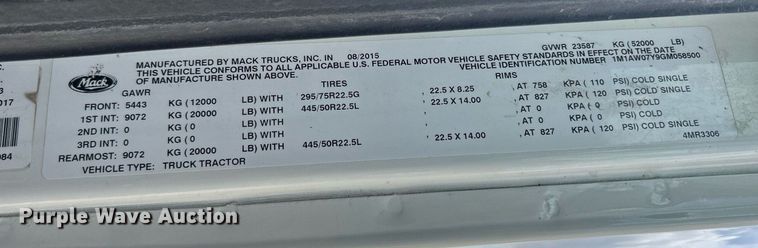 MANUFACTURED BY MACK TRUCKS, INC. IN 08/2015 GVWR 23587 KG (52000 LB)
THIS VEHICLE CONFORMS TO ALL APPLICABLE U.S. FEDERAL MOTOR VEHICLE SAFETY STANDARDS IN EFFECT ON THE DATE
OF MANUFACTURE SHOWN ABOVE. VEHICLE IDENTIFICATION NUMBER 1M1AW07Y9GM058500
Mack
GAWR TIRES RIMS
FRONT: 5443 KG (12000 LB) WITH 295/75R22.5G 22.5 X 8.25 ,AT 758 KPA ( 110 PSI) COLD SINGLE
1ST INT: 9072 KG (20000 LB) WITH 445/50R22.5L 22.5 X 14.00 ,AT 827 KPA ( 120 PSI) COLD SINGLE
2ND INT: 0 KG (0 LB) WITH ,AT 0 KPA ( 0 PSI) COLD
3RD INT: 0 KG (0 LB) WITH ,AT 0 KPA ( 0 PSI) COLD
REARMOST: 9072 KG (20000 LB) WITH 445/50R22.5L 22.5 X 14.00 ,AT 827 KPA ( 120 PSI) COLD SINGLE
VEHICLE TYPE: TRUCK TRACTOR 4MR3306
3
017
084
Purple Wave Auction